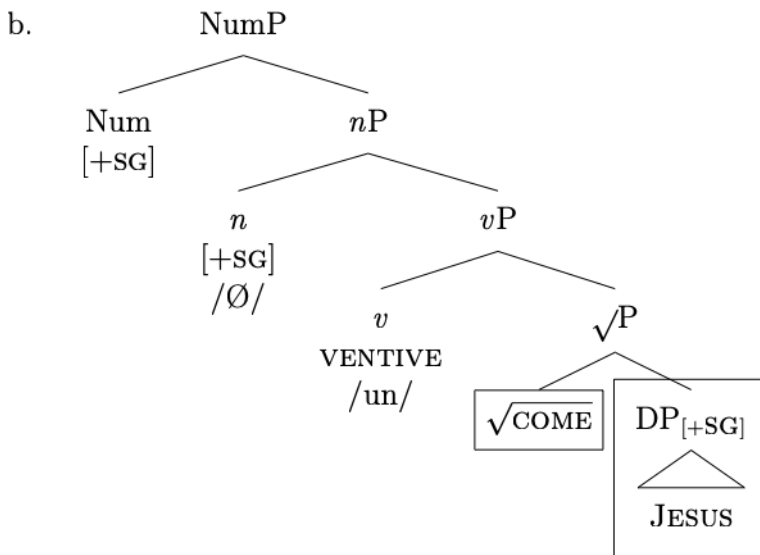 b. NumP
Num nP
[+SG]
n vP
[+SG]
/Ø/
v √P
VENTIVE
/un/
√COME DP[+SG]
JESUS